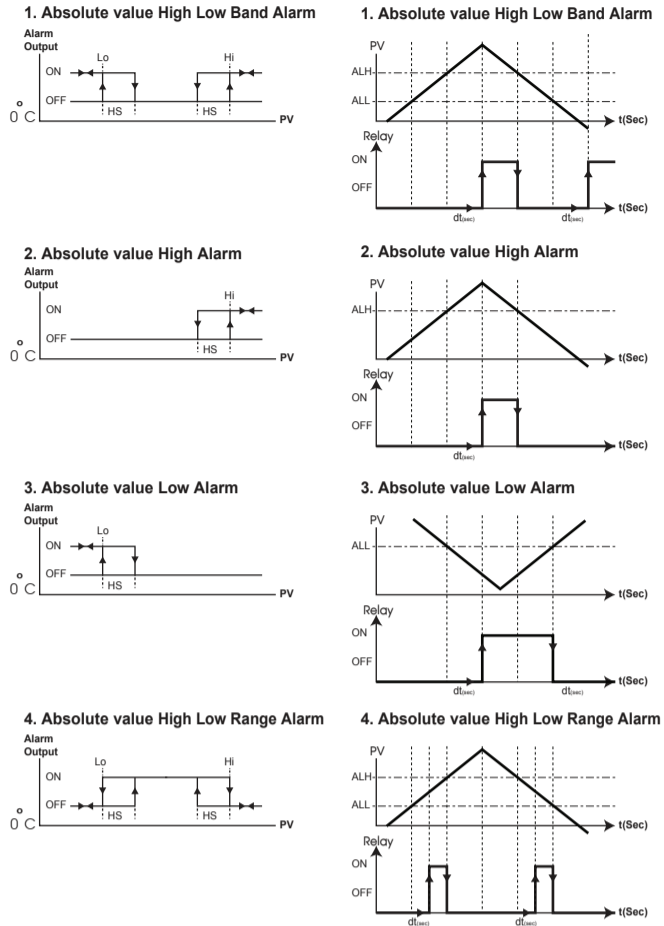 1. Absolute value High Low Band Alarm
Alarm
Output
Lo
Hi
ON
OFF
HS
HS
0 °C
PV
1. Absolute value High Low Band Alarm
PV
ALH
ALL
t(Sec)
Relay
ON
OFF
t(Sec)
dt(sec)
dt(sec)
2. Absolute value High Alarm
Alarm
Output
Hi
ON
OFF
HS
0 °C
PV
2. Absolute value High Alarm
PV
ALH
t(Sec)
Relay
ON
OFF
t(Sec)
dt(sec)
3. Absolute value Low Alarm
Alarm
Output
Lo
ON
OFF
HS
0 °C
PV
3. Absolute value Low Alarm
PV
ALL
t(Sec)
Relay
ON
OFF
t(Sec)
dt(sec)
dt(sec)
4. Absolute value High Low Range Alarm
Alarm
Output
Lo
Hi
ON
OFF
HS
HS
0 °C
PV
4. Absolute value High Low Range Alarm
PV
ALH
ALL
t(Sec)
Relay
ON
OFF
t(Sec)
dt(sec)
dt(sec)